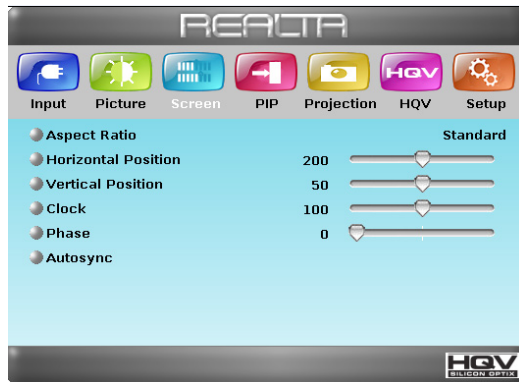 REALTA
HQV
Input Picture Screen PIP Projection HQV Setup
Aspect Ratio Standard
Horizontal Position 200
Vertical Position 50
Clock 100
Phase 0
Autosync
HQV
SILICON OPTIX